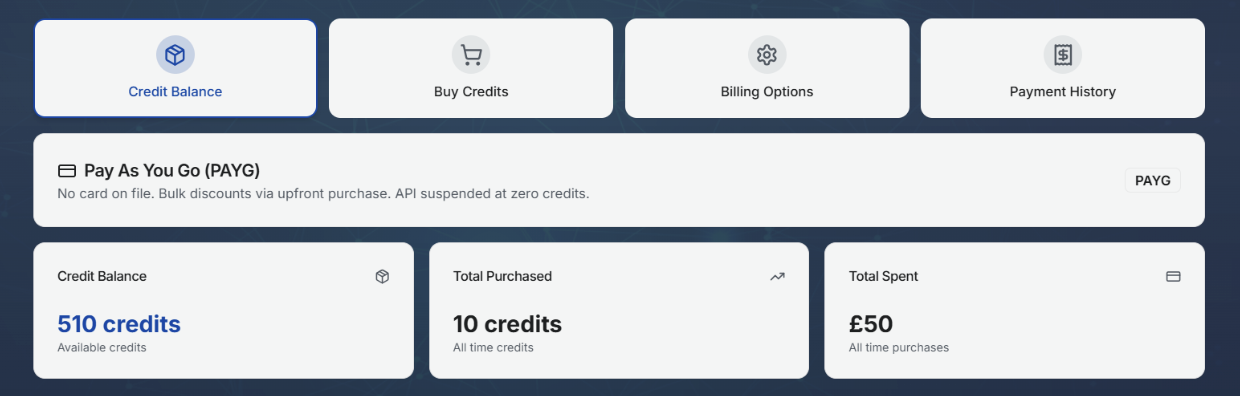 Credit Balance
Buy Credits
Billing Options
Payment History
Pay As You Go (PAYG)
No card on file. Bulk discounts via upfront purchase. API suspended at zero credits.
PAYG
Credit Balance
510 credits
Available credits
Total Purchased
10 credits
All time credits
Total Spent
£50
All time purchases